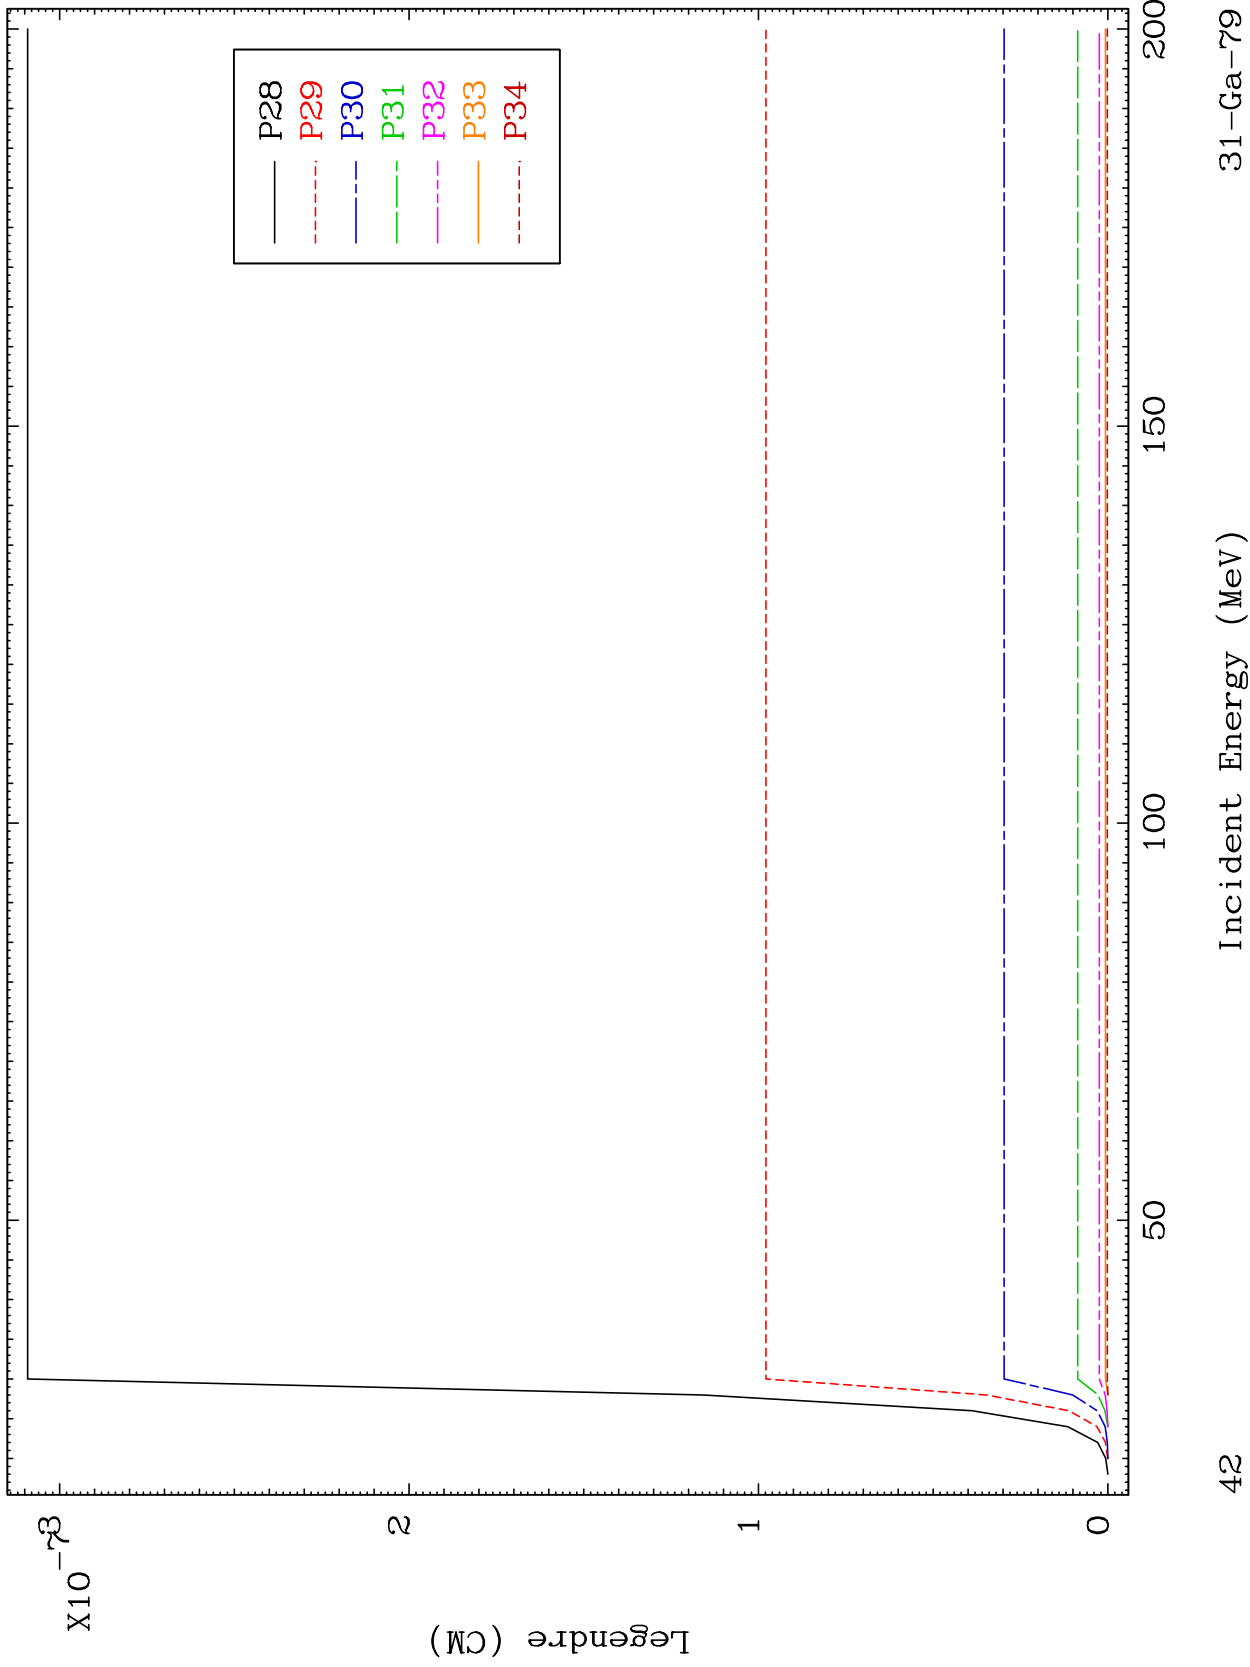 X10⁻⁷
3
2
1
0
Legendre (CM)
P28
P29
P30
P31
P32
P33
P34
50
100
150
200
42
Incident Energy (MeV)
31-Ga-79